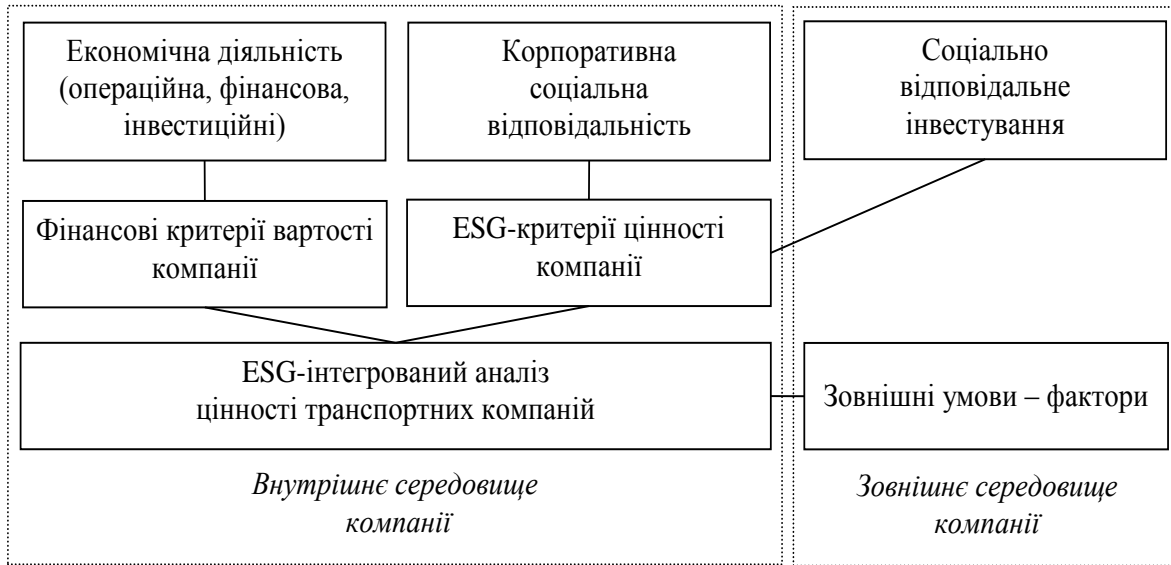 Економічна діяльність
(операційна, фінансова,
інвестиційні)
Корпоративна
соціальна
відповідальність
Соціально
відповідальне
інвестування
Фінансові критерії вартості
компанії
ESG-критерії цінності
компанії
ESG-інтегрований аналіз
цінності транспортних компаній
Зовнішні умови – фактори
Внутрішнє середовище
компанії
Зовнішнє середовище
компанії